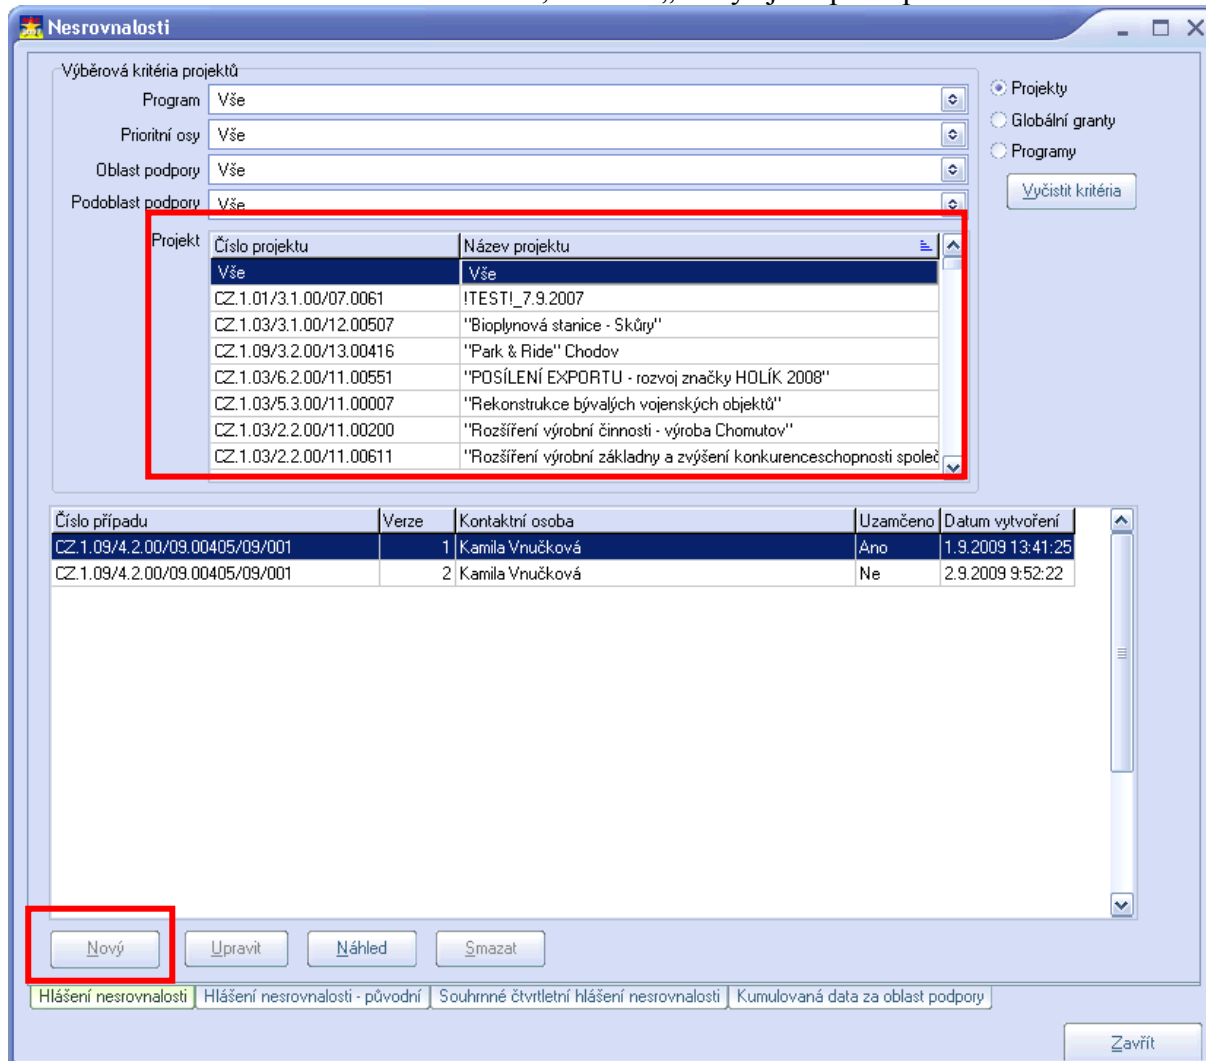 Nesrovnalosti
Výběrová kritéria projektů
Program Vše
Prioritní osy Vše
Oblast podpory Vše
Podoblast podpory Vše
Projekty
Globální granty
Programy
Vyčistit kritéria
Projekt Číslo projektu Název projektu
Vše Vše
CZ.1.01/3.1.00/07.0061 !TEST!_7.9.2007
CZ.1.03/3.1.00/12.00507 "Bioplynová stanice - Skůry"
CZ.1.09/3.2.00/13.00416 "Park & Ride" Chodov
CZ.1.03/6.2.00/11.00551 "POSÍLENÍ EXPORTU - rozvoj značky HOLÍK 2008"
CZ.1.03/5.3.00/11.00007 "Rekonstrukce bývalých vojenských objektů"
CZ.1.03/2.2.00/11.00200 "Rozšíření výrobní činnosti - výroba Chomutov"
CZ.1.03/2.2.00/11.00611 "Rozšíření výrobní základny a zvýšení konkurenceschopnosti společ
Číslo případu Verze Kontaktní osoba Uzamčeno Datum vytvoření
CZ.1.09/4.2.00/09.00405/09/001 1 Kamila Vnučková Ano 1.9.2009 13:41:25
CZ.1.09/4.2.00/09.00405/09/001 2 Kamila Vnučková Ne 2.9.2009 9:52:22
Nový Upravit Náhled Smazat
Hlášení nesrovnalosti Hlášení nesrovnalosti - původní Souhrnné čtvrtletní hlášení nesrovnalosti Kumulovaná data za oblast podpory
Zavřít